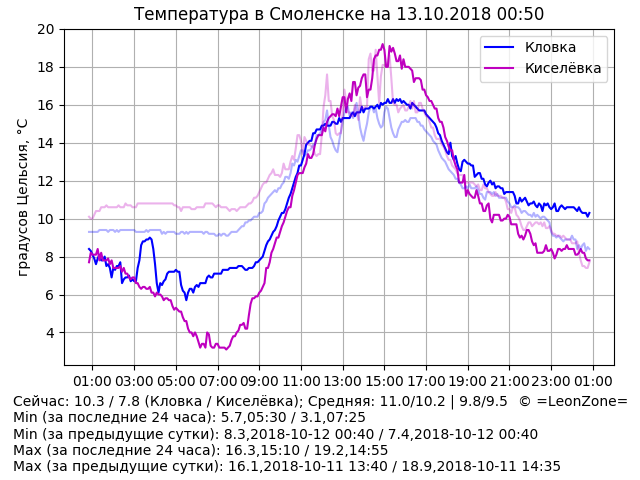 Температура в Смоленске на 13.10.2018 00:50
градусов Цельсия, °C
20
18
16
14
12
10
8
6
4
Кловка
Киселёвка
01:00 03:00 05:00 07:00 09:00 11:00 13:00 15:00 17:00 19:00 21:00 23:00 01:00
Сейчас: 10.3 / 7.8 (Кловка / Киселёвка); Средняя: 11.0/10.2 | 9.8/9.5 © =LeonZone=
Min (за последние 24 часа): 5.7,05:30 / 3.1,07:25
Min (за предыдущие сутки): 8.3,2018-10-12 00:40 / 7.4,2018-10-12 00:40
Max (за последние 24 часа): 16.3,15:10 / 19.2,14:55
Max (за предыдущие сутки): 16.1,2018-10-11 13:40 / 18.9,2018-10-11 14:35